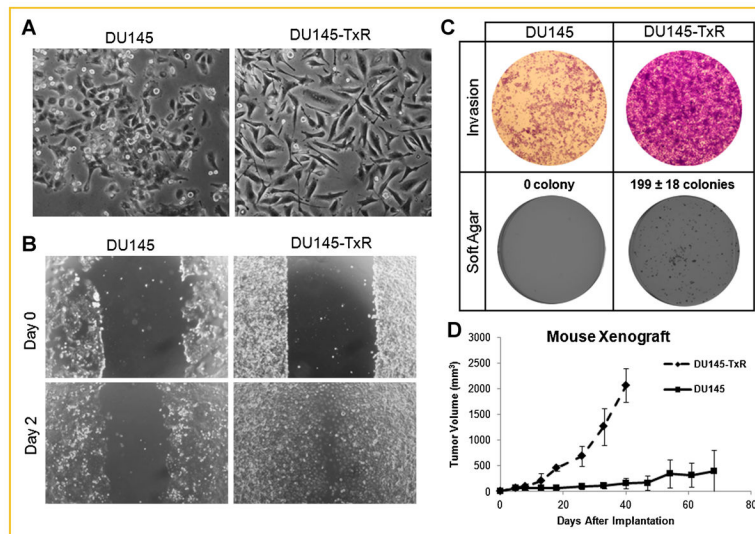 A
DU145
DU145-TxR
B
DU145
DU145-TxR
Day 0
Day 2
C
DU145
DU145-TxR
Invasion
0 colony
199 ± 18 colonies
Soft Agar
D
Mouse Xenograft
3000
2500
2000
1500
1000
500
0
Tumor Volume (mm³)
DU145-TxR
DU145
0
20
40
60
80
Days After Implantation